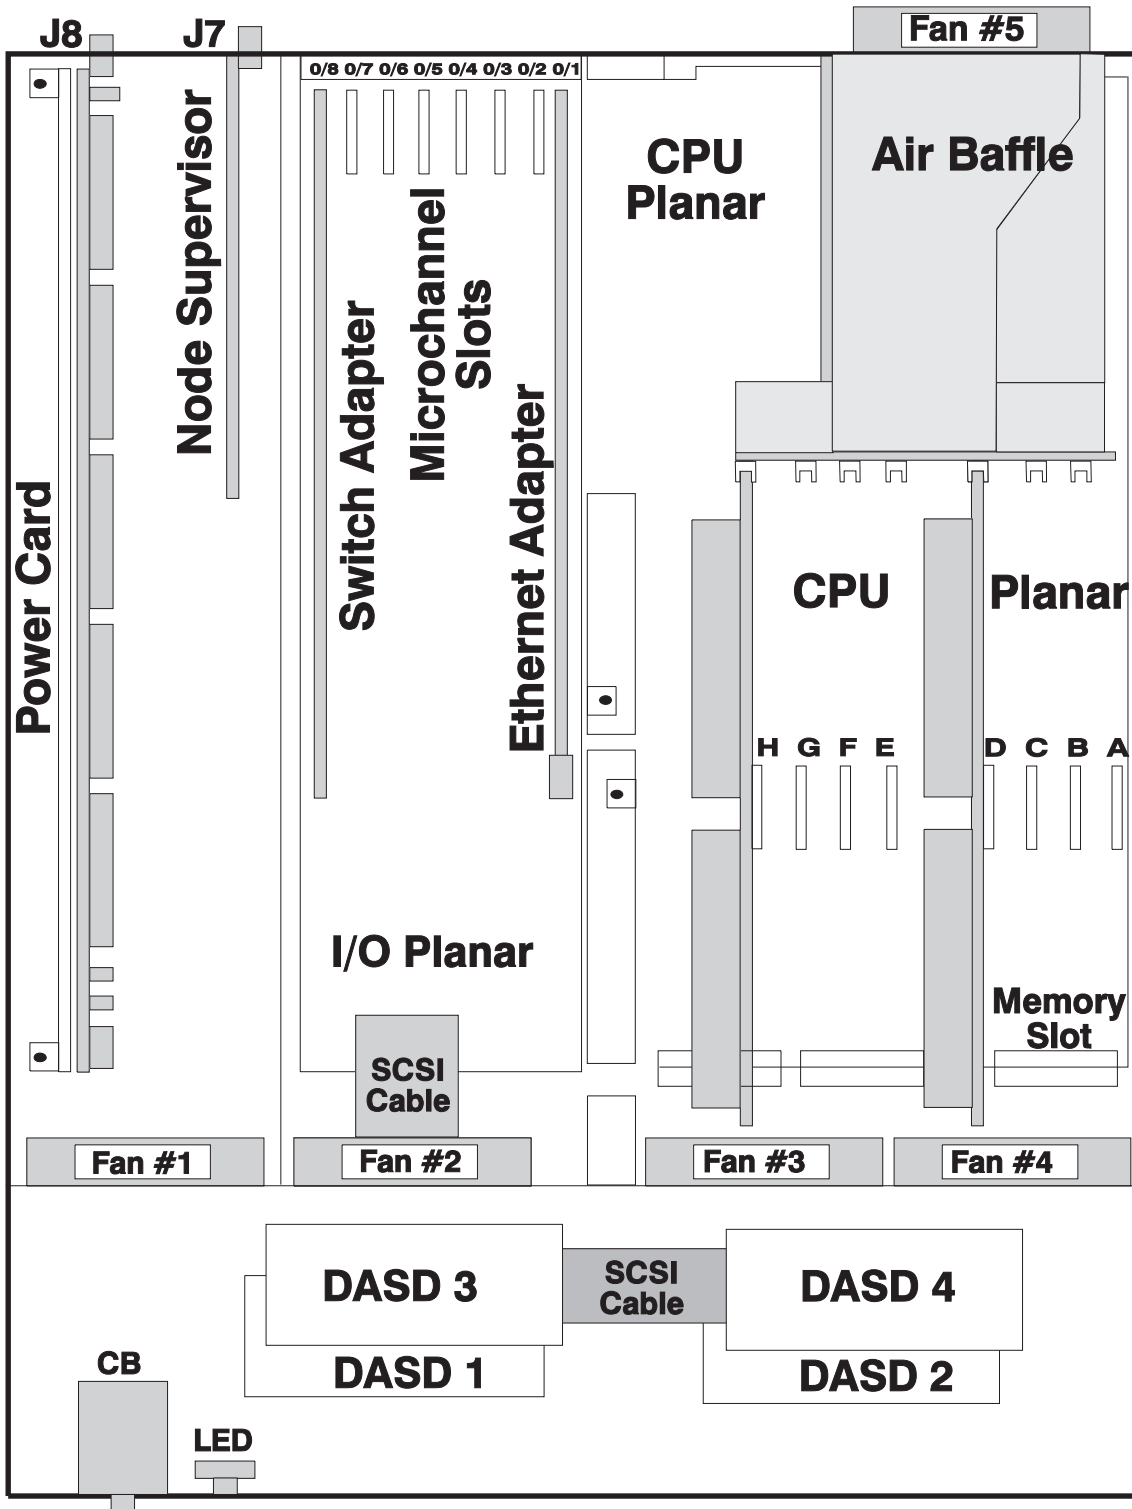 J8
J7
Fan #5
0/8 0/7 0/6 0/5 0/4 0/3 0/2 0/1
CPU
Planar
Air Baffle
Node Supervisor
Microchannel
Slots
Switch Adapter
Ethernet Adapter
Power Card
CPU Planar
H G F E D C B A
I/O Planar
Memory
Slot
SCSI
Cable
Fan #1
Fan #2
Fan #3
Fan #4
DASD 3
SCSI
Cable
DASD 4
DASD 1
DASD 2
CB
LED